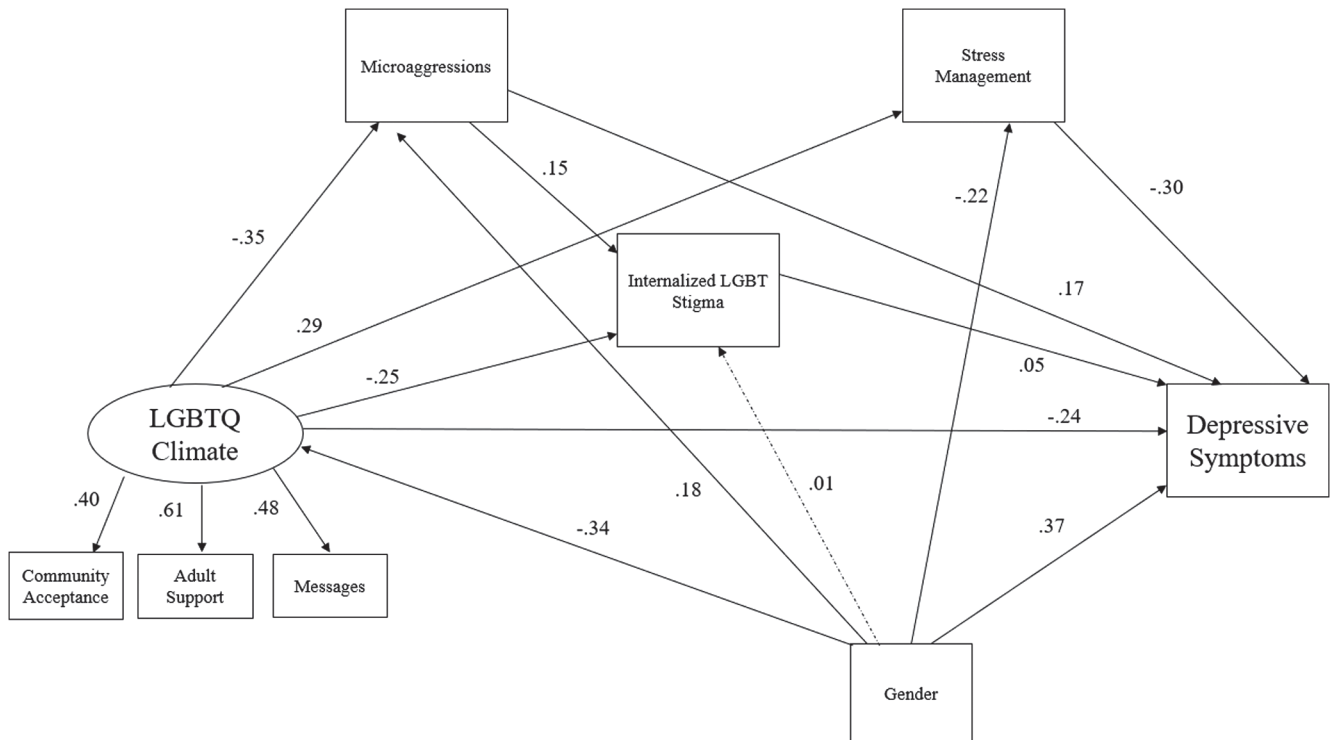 Microaggressions
Stress
Management
.15
-.22
-.30
-.35
Internalized LGBT
Stigma
.17
.29
.05
-.25
LGBTQ
Climate
-.24
Depressive
Symptoms
.40
.61
.48
.18
.01
-.34
.37
Community
Acceptance
Adult
Support
Messages
Gender